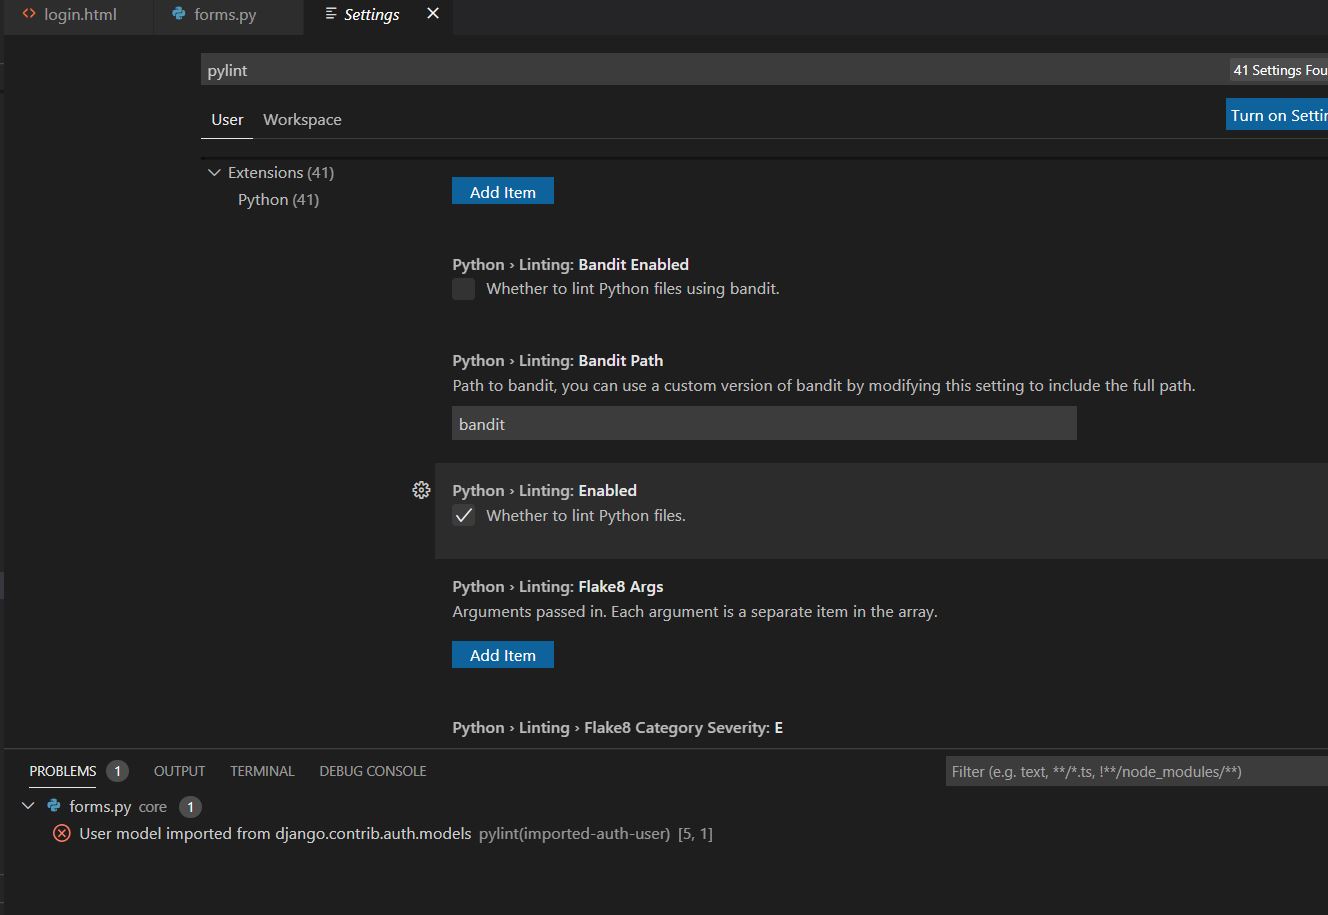 login.html forms.py Settings
pylint 41 Settings Fou
User Workspace Turn on Settin
Extensions (41)
Python (41)
Add Item
Python › Linting: Bandit Enabled
Whether to lint Python files using bandit.
Python › Linting: Bandit Path
Path to bandit, you can use a custom version of bandit by modifying this setting to include the full path.
bandit
Python › Linting: Enabled
Whether to lint Python files.
Python › Linting: Flake8 Args
Arguments passed in. Each argument is a separate item in the array.
Add Item
Python › Linting › Flake8 Category Severity: E
PROBLEMS 1 OUTPUT TERMINAL DEBUG CONSOLE Filter (e.g. text, **/*.ts, !**/node_modules/**)
forms.py core 1
User model imported from django.contrib.auth.models pylint(imported-auth-user) [5, 1]